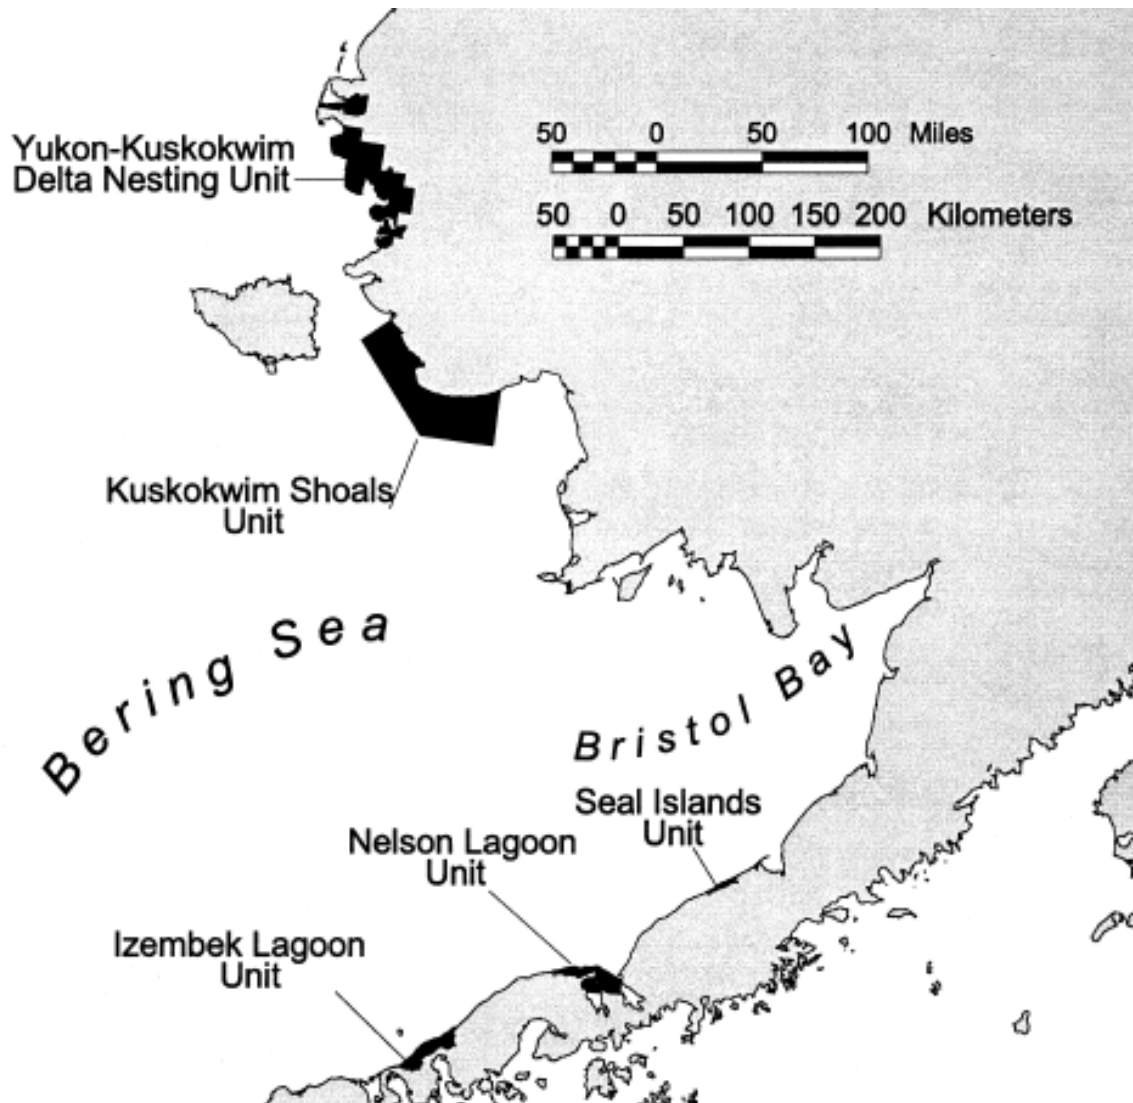 Yukon-Kuskokwim
Delta Nesting Unit
50 0 50 100 Miles
50 0 50 100 150 200 Kilometers
Kuskokwim Shoals
Unit
Bering Sea
Bristol Bay
Seal Islands
Unit
Nelson Lagoon
Unit
Izembek Lagoon
Unit